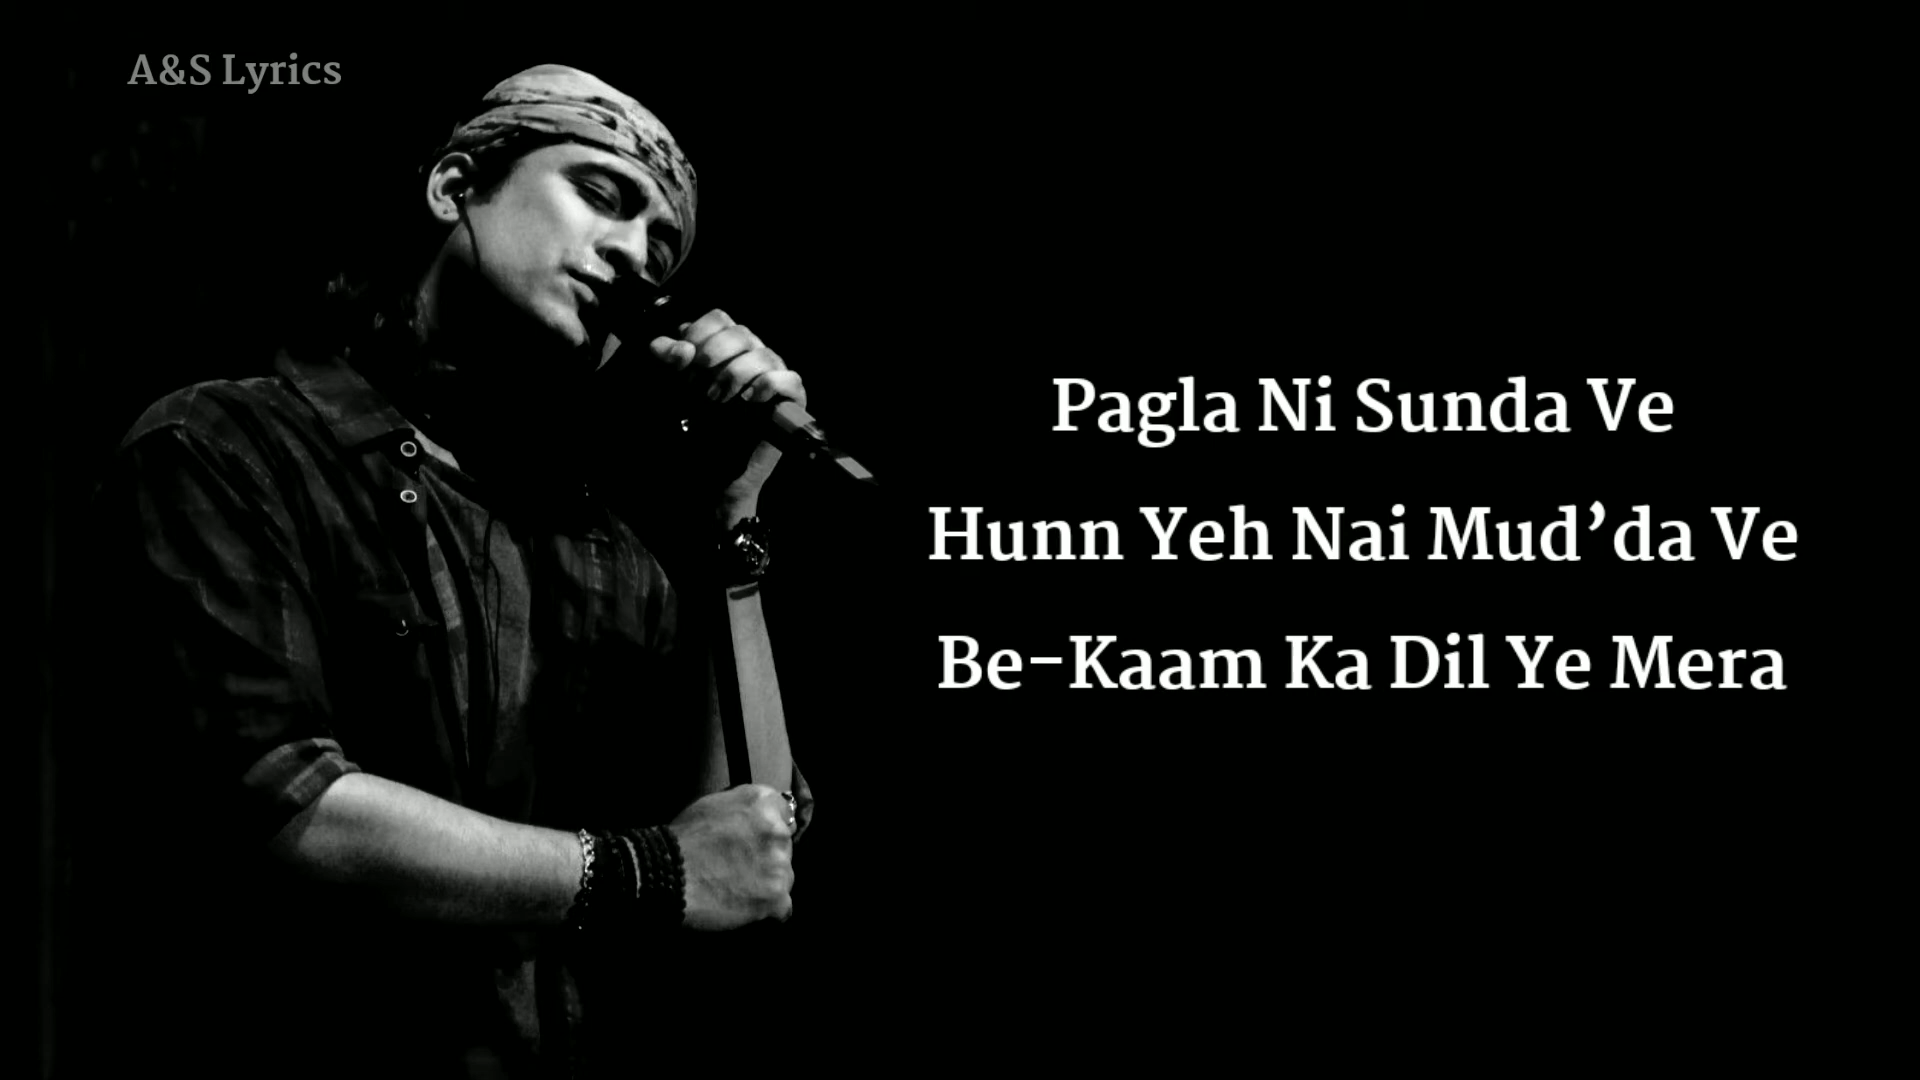 A&S Lyrics
Pagla Ni Sunda Ve
Hunn Yeh Nai Mud’da Ve
Be-Kaam Ka Dil Ye Mera